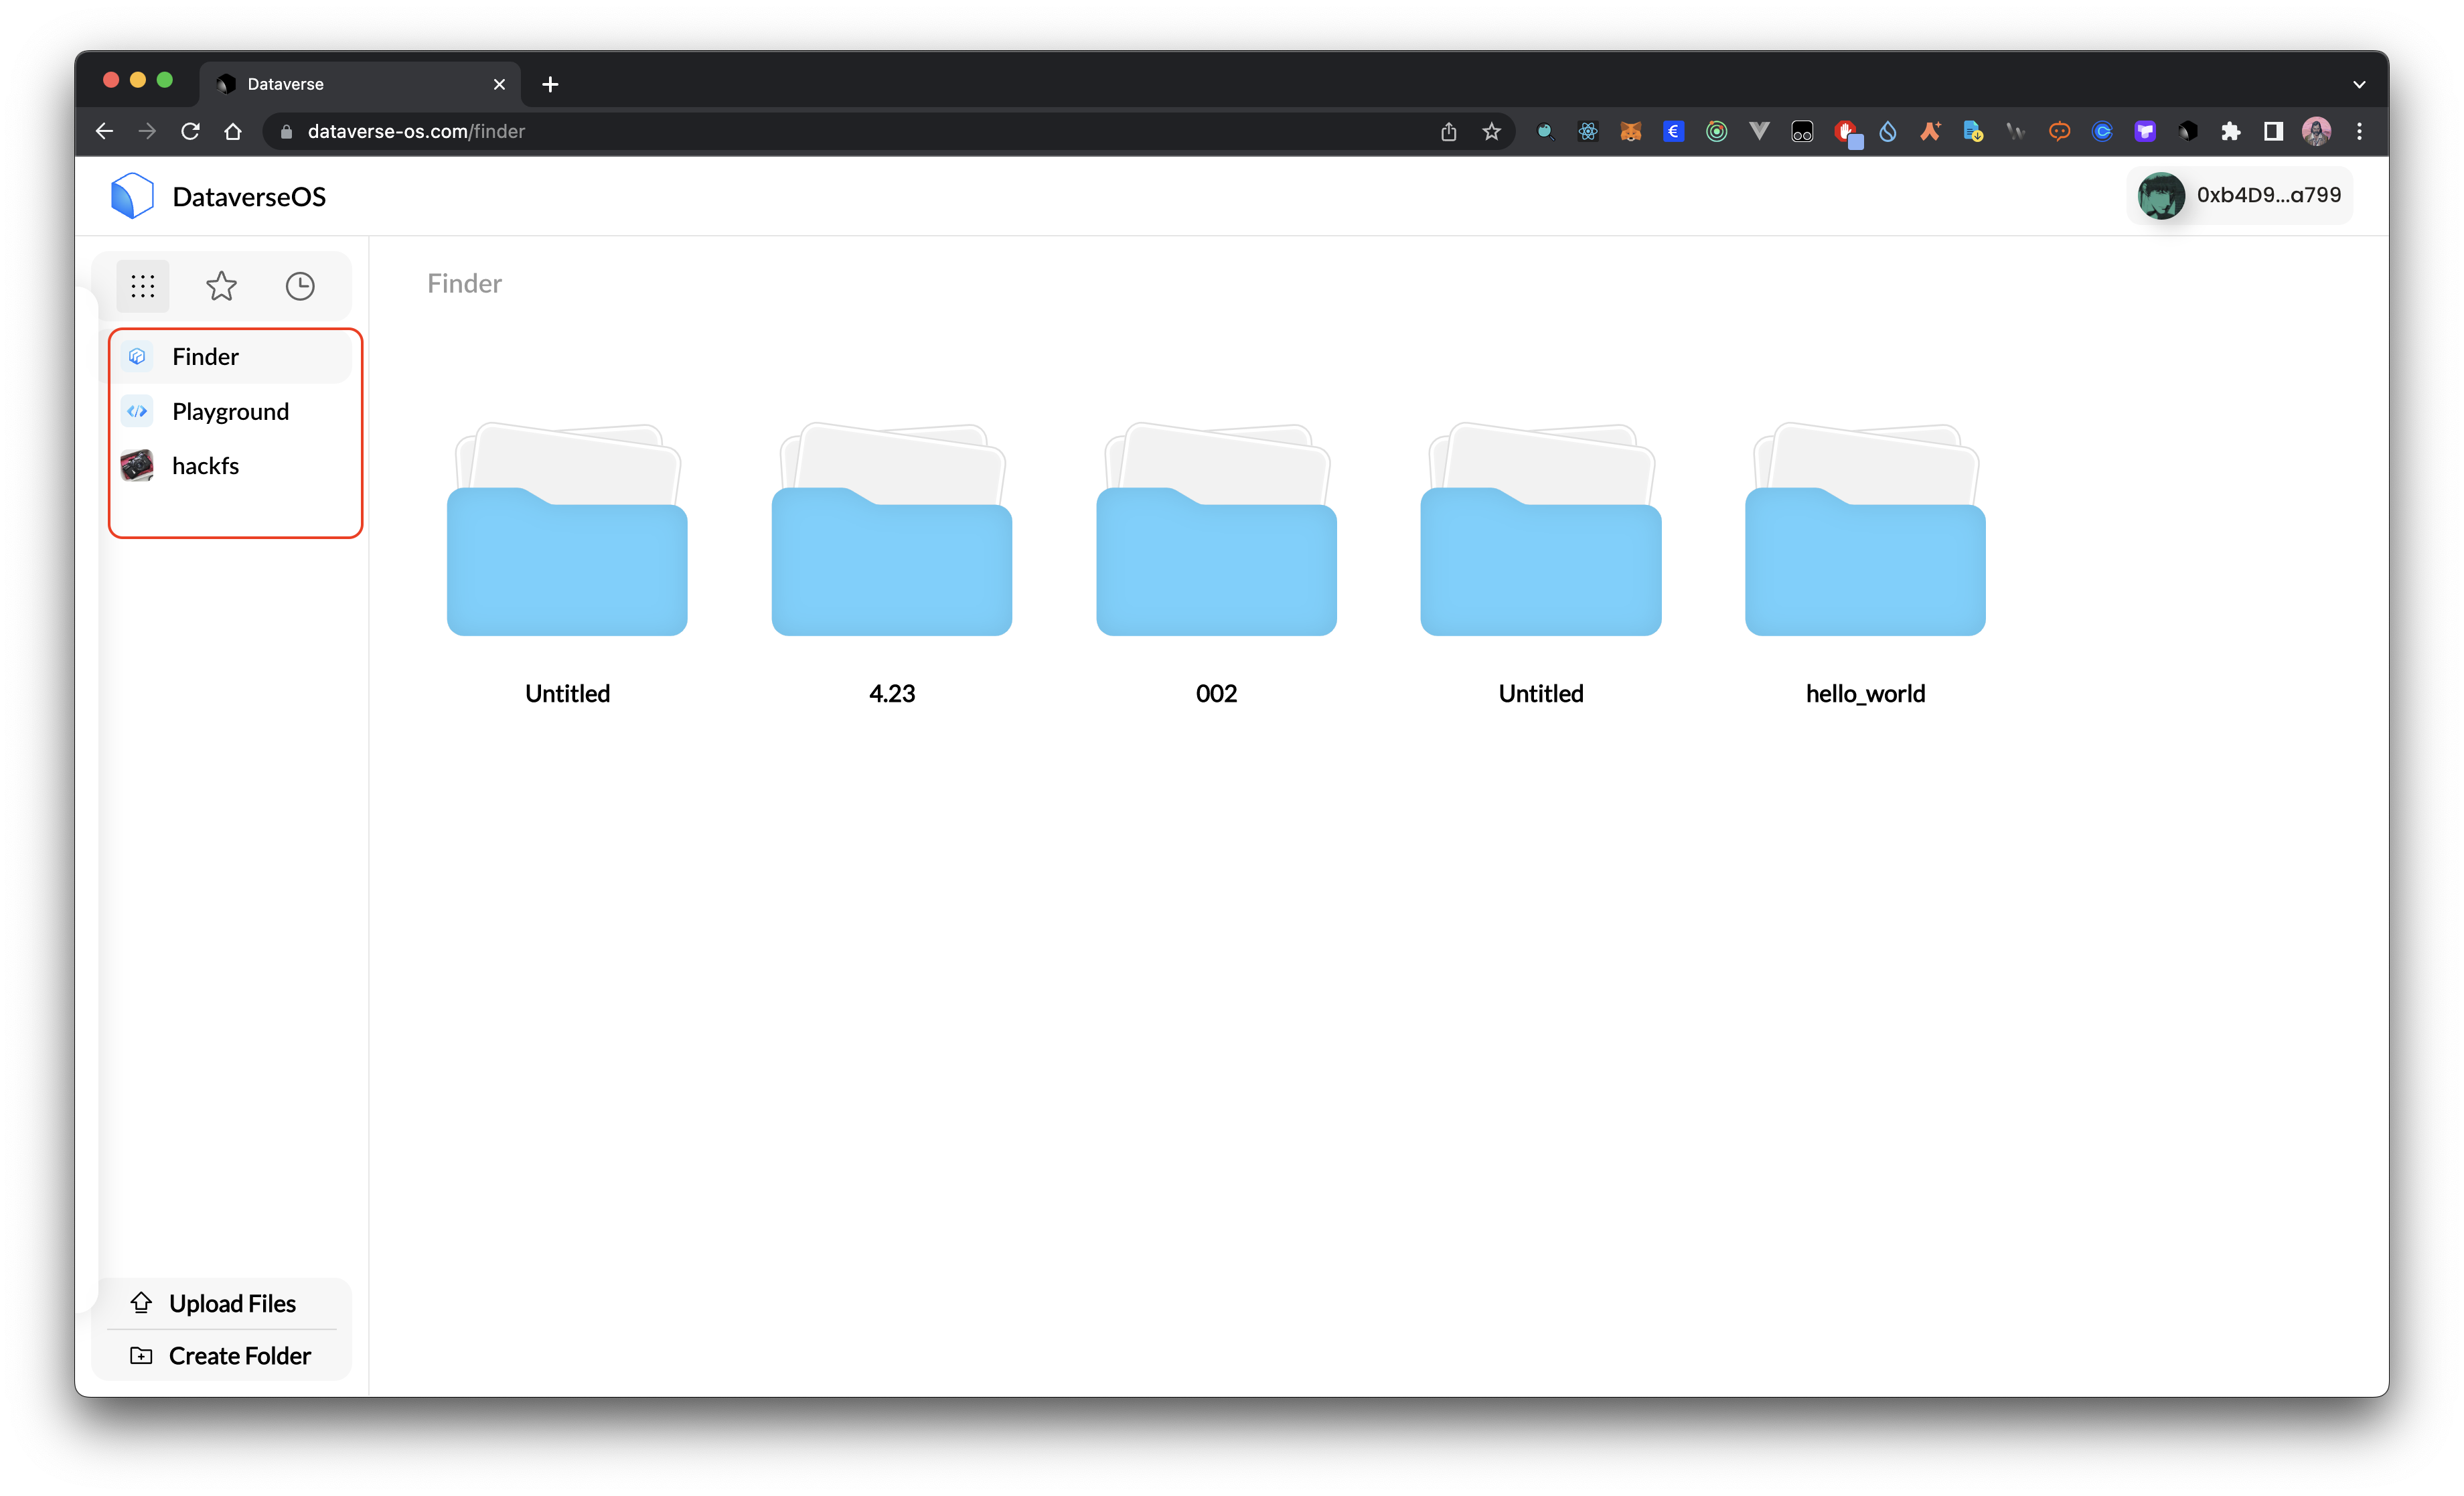 Dataverse
dataverse-os.com/finder
DataverseOS
0xb4D9...a799
Finder
Playground
hackfs
Upload Files
Create Folder
Finder
Untitled
4.23
002
Untitled
hello_world